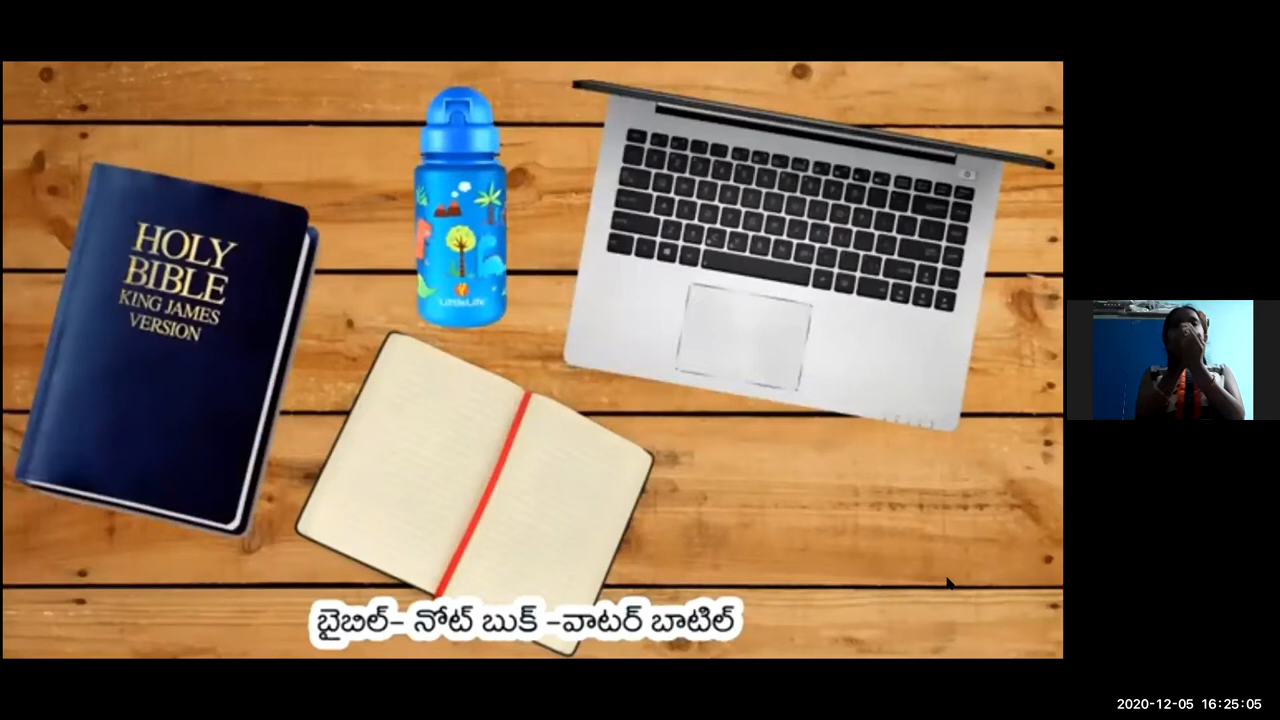 HOLY
BIBLE
KING JAMES
VERSION
LittleLife
బైబిల్- నోట్ బుక్ -వాటర్ బాటిల్
2020-12-05 16:25:05